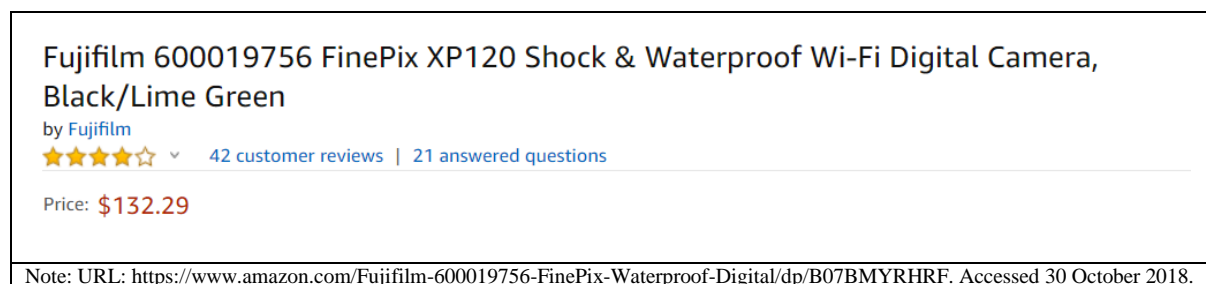 Fujifilm 600019756 FinePix XP120 Shock & Waterproof Wi-Fi Digital Camera,
Black/Lime Green
by Fujifilm
42 customer reviews | 21 answered questions
Price: $132.29
Note: URL: https://www.amazon.com/Fujifilm-600019756-FinePix-Waterproof-Digital/dp/B07BMYRHRF. Accessed 30 October 2018.